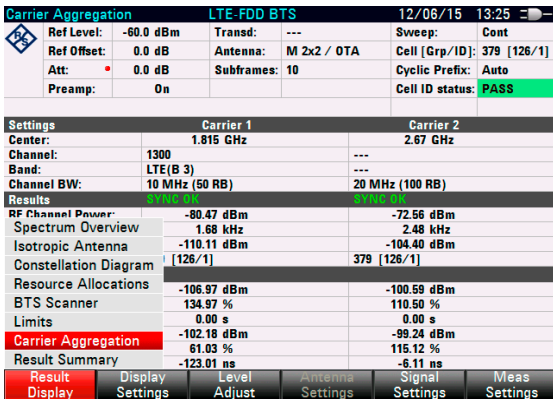 Carrier Aggregation LTE-FDD BTS 12/06/15 13:25
R&S Ref Level: -60.0 dBm Transd: --- Sweep: Cont
Ref Offset: 0.0 dB Antenna: M 2x2 / OTA Cell [Grp/ID]: 379 [126/1]
Att: 0.0 dB Subframes: 10 Cyclic Prefix: Auto
Preamp: On Cell ID status: PASS
Settings Carrier 1 Carrier 2
Center: 1.815 GHz 2.67 GHz
Channel: 1300 ---
Band: LTE(B 3) ---
Channel BW: 10 MHz (50 RB) 20 MHz (100 RB)
Results SYNC OK SYNC OK
RF Channel Power: -80.47 dBm -72.56 dBm
Spectrum Overview 1.68 kHz 2.48 kHz
Isotropic Antenna -110.11 dBm -104.40 dBm
Constellation Diagram [126/1] 379 [126/1]
Resource Allocations -106.97 dBm -100.59 dBm
BTS Scanner 134.97 % 110.50 %
Limits 0.00 s 0.00 s
Carrier Aggregation -102.18 dBm -99.24 dBm
61.03 % 115.12 %
Result Summary -123.01 ns -6.11 ns
Result Display Display Settings Level Adjust Antenna Settings Signal Settings Meas Settings